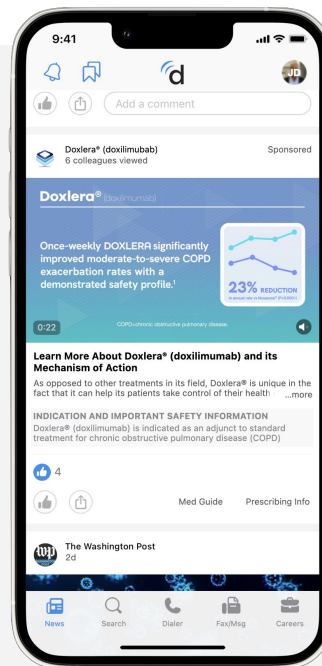 9:41
d
JD
Add a comment
Doxlera® (doxilimubab)
Sponsored
6 colleagues viewed
Doxlera® (doxilimumab)
Once-weekly DOXLERA significantly
improved moderate-to-severe COPD
exacerbation rates with a
demonstrated safety profile.¹
23% REDUCTION
0:22
COPD=chronic obstructive pulmonary disease.
Learn More About Doxlera® (doxilimumab) and its
Mechanism of Action
As opposed to other treatments in its field, Doxlera® is unique in the
fact that it can help its patients take control of their health ...more
INDICATION AND IMPORTANT SAFETY INFORMATION
Doxlera® (doxilimumab) is indicated as an adjunct to standard
treatment for chronic obstructive pulmonary disease (COPD)
4
Med Guide
Prescribing Info
wp
The Washington Post
2d
News
Search
Dialer
Fax/Msg
Careers